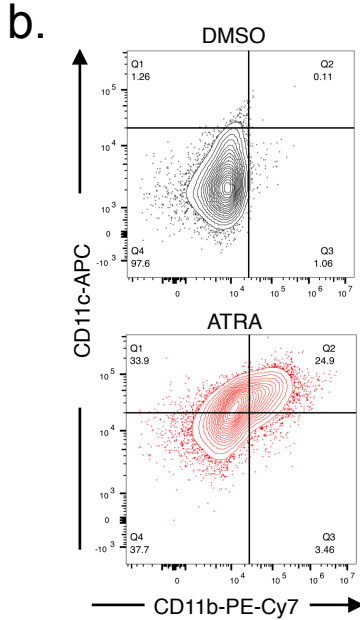 b.
DMSO
Q1
1.26
Q2
0.11
10^5
10^4
10^3
0
-10^3
Q4
97.6
Q3
1.06
0
10^4
10^5
10^6
10^7
CD11c-APC
ATRA
Q1
33.9
Q2
24.9
10^5
10^4
10^3
0
-10^3
Q4
37.7
Q3
3.46
0
10^4
10^5
10^6
10^7
CD11b-PE-Cy7